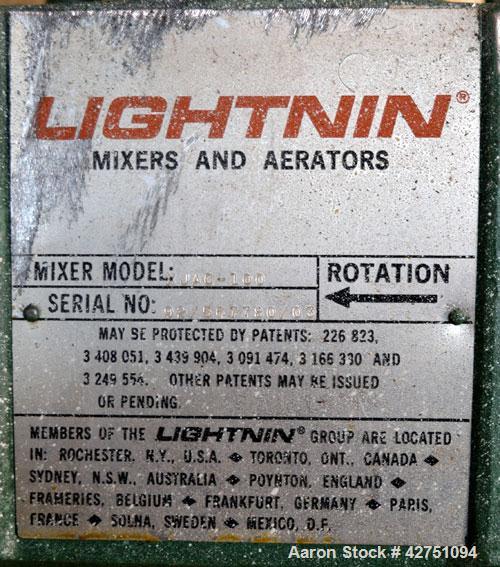 LIGHTNIN®
MIXERS AND AERATORS
MIXER MODEL:
ROTATION
SERIAL NO:
MAY BE PROTECTED BY PATENTS: 226 823,
3 408 051, 3 439 904, 3 091 474, 3 166 330 AND
3 249 554. OTHER PATENTS MAY BE ISSUED
OR PENDING.
MEMBERS OF THE LIGHTNIN® GROUP ARE LOCATED
IN: ROCHESTER, N.Y., U.S.A. ◆ TORONTO, ONT., CANADA ◆
SYDNEY, N.S.W., AUSTRALIA ◆ POYNTON, ENGLAND ◆
FRAMERIES, BELGIUM ◆ FRANKFURT, GERMANY ◆ PARIS,
FRANCE ◆ SOLNA, SWEDEN ◆ MEXICO, D.F.
Aaron Stock # 42751094